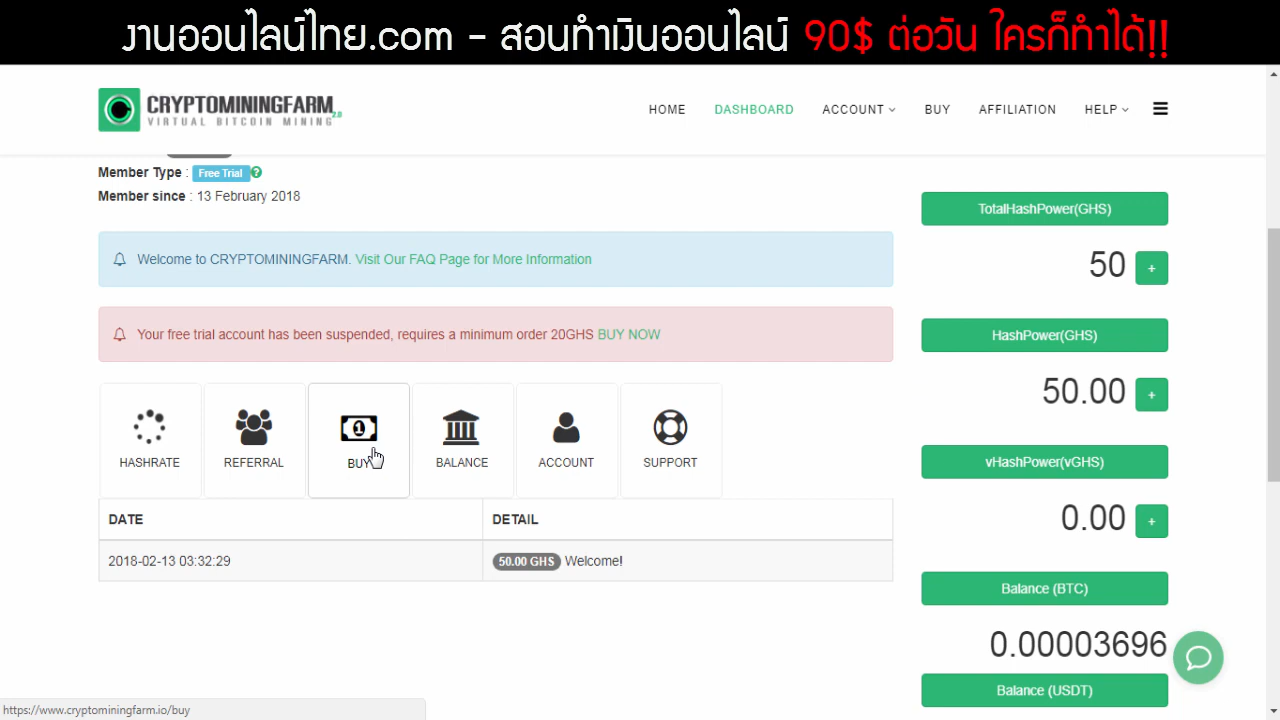 งานออนไลน์ไทย.com - สอนทำเงินออนไลน์ 90$ ต่อวัน ใครก็ทำได้!!
CRYPTOMININGFARM 2.0
VIRTUAL BITCOIN MINING
HOME DASHBOARD ACCOUNT BUY AFFILIATION HELP
Member Type : Free Trial ?
Member since : 13 February 2018
TotalHashPower(GHS)
50 +
Welcome to CRYPTOMININGFARM. Visit Our FAQ Page for More Information
HashPower(GHS)
50.00 +
Your free trial account has been suspended, requires a minimum order 20GHS BUY NOW
HASHRATE REFERRAL BUY BALANCE ACCOUNT SUPPORT
vHashPower(vGHS)
0.00 +
DATE DETAIL
2018-02-13 03:32:29 50.00 GHS Welcome!
Balance (BTC)
0.00003696
Balance (USDT)
https://www.cryptominingfarm.io/buy